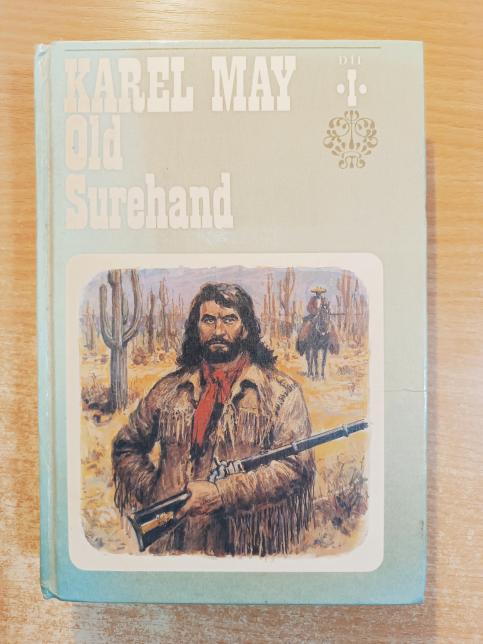 KAREL MAY
Old
Surehand
Díl
·I·